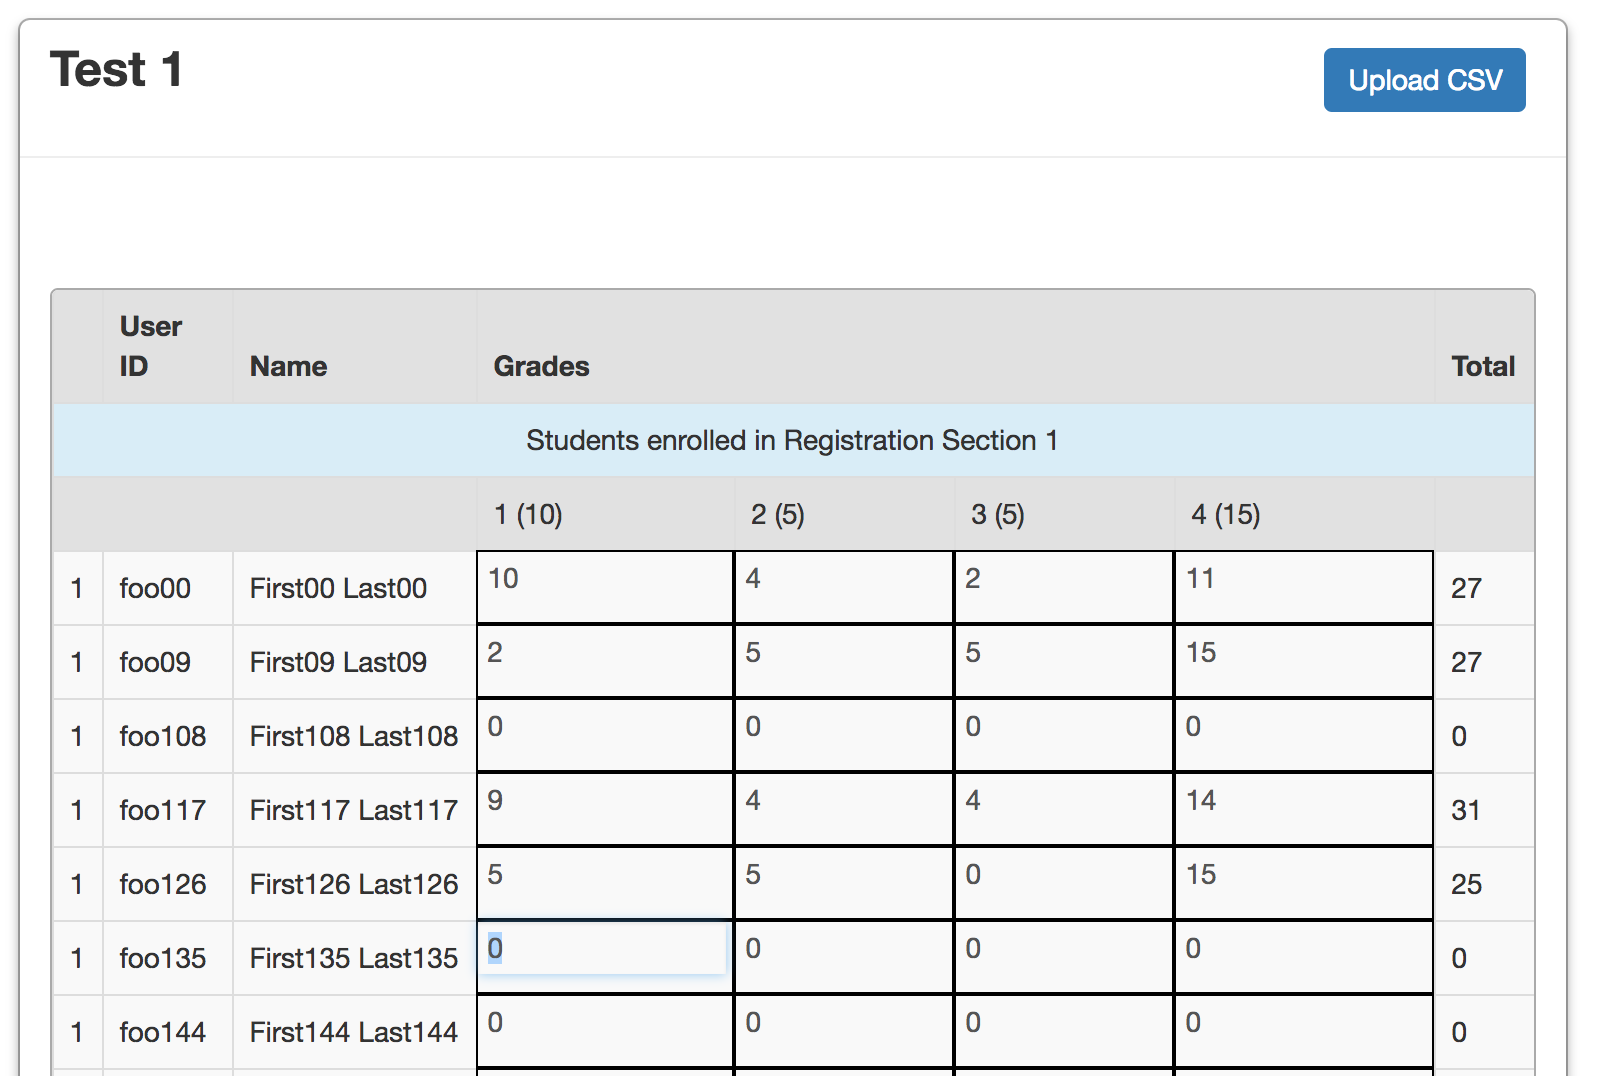 Test 1
Upload CSV
User ID Name Grades Total
Students enrolled in Registration Section 1
1 (10) 2 (5) 3 (5) 4 (15)
1 foo00 First00 Last00 10 4 2 11 27
1 foo09 First09 Last09 2 5 5 15 27
1 foo108 First108 Last108 0 0 0 0 0
1 foo117 First117 Last117 9 4 4 14 31
1 foo126 First126 Last126 5 5 0 15 25
1 foo135 First135 Last135 0 0 0 0 0
1 foo144 First144 Last144 0 0 0 0 0